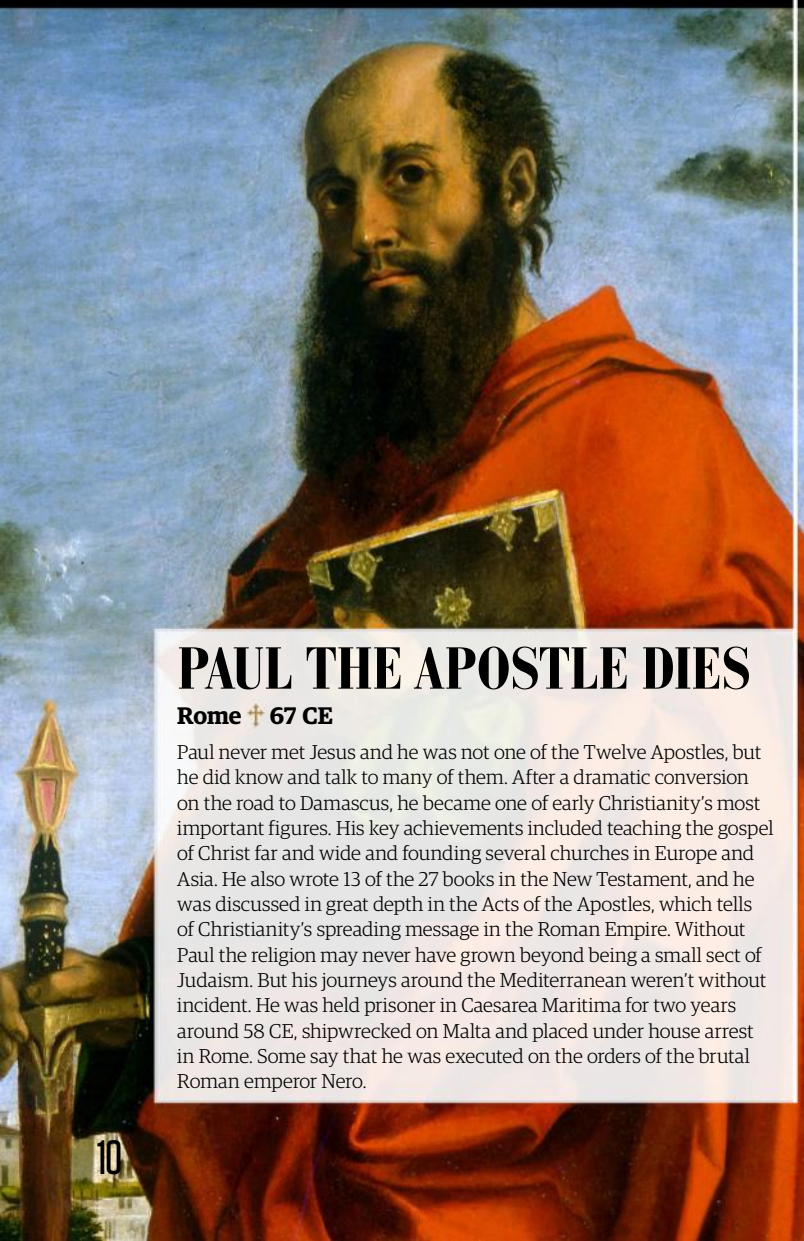 PAUL THE APOSTLE DIES
Rome † 67 CE
Paul never met Jesus and he was not one of the Twelve Apostles, but
he did know and talk to many of them. After a dramatic conversion
on the road to Damascus, he became one of early Christianity’s most
important figures. His key achievements included teaching the gospel
of Christ far and wide and founding several churches in Europe and
Asia. He also wrote 13 of the 27 books in the New Testament, and he
was discussed in great depth in the Acts of the Apostles, which tells
of Christianity’s spreading message in the Roman Empire. Without
Paul the religion may never have grown beyond being a small sect of
Judaism. But his journeys around the Mediterranean weren’t without
incident. He was held prisoner in Caesarea Maritima for two years
around 58 CE, shipwrecked on Malta and placed under house arrest
in Rome. Some say that he was executed on the orders of the brutal
Roman emperor Nero.
10